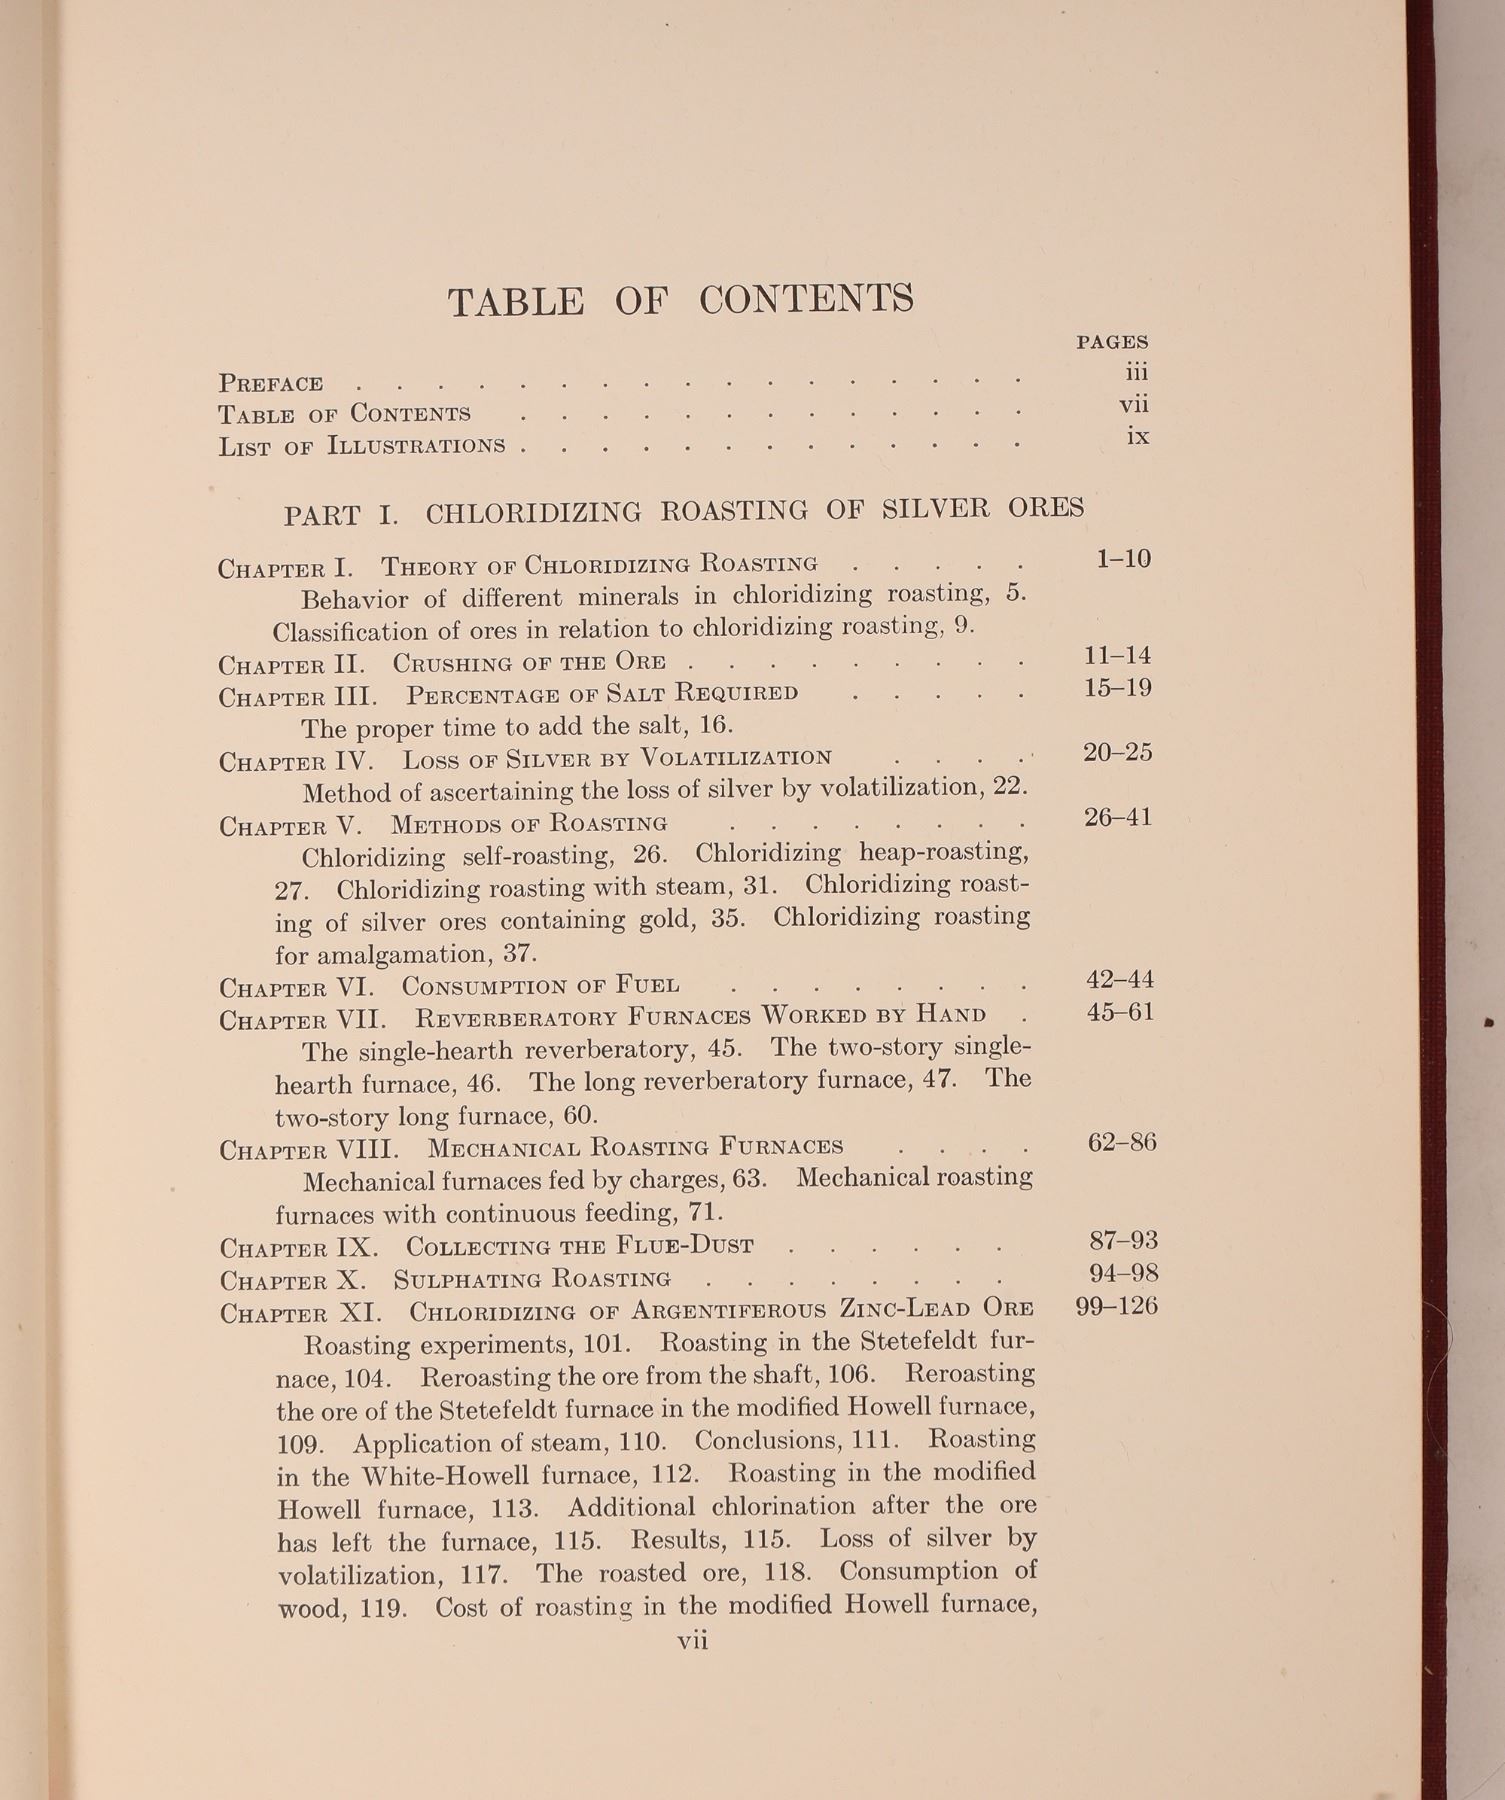 TABLE OF CONTENTS
PAGES
PREFACE . . . . . . . . . . . . . . . . . iii
TABLE OF CONTENTS . . . . . . . . . . . . . vii
LIST OF ILLUSTRATIONS . . . . . . . . . . . . . ix
PART I. CHLORIDIZING ROASTING OF SILVER ORES
CHAPTER I. THEORY OF CHLORIDIZING ROASTING . . . . . 1–10
Behavior of different minerals in chloridizing roasting, 5.
Classification of ores in relation to chloridizing roasting, 9.
CHAPTER II. CRUSHING OF THE ORE . . . . . . . . . 11–14
CHAPTER III. PERCENTAGE OF SALT REQUIRED . . . . . 15–19
The proper time to add the salt, 16.
CHAPTER IV. LOSS OF SILVER BY VOLATILIZATION . . . . 20–25
Method of ascertaining the loss of silver by volatilization, 22.
CHAPTER V. METHODS OF ROASTING . . . . . . . . 26–41
Chloridizing self-roasting, 26. Chloridizing heap-roasting,
27. Chloridizing roasting with steam, 31. Chloridizing roast-
ing of silver ores containing gold, 35. Chloridizing roasting
for amalgamation, 37.
CHAPTER VI. CONSUMPTION OF FUEL . . . . . . . . 42–44
CHAPTER VII. REVERBERATORY FURNACES WORKED BY HAND . 45–61
The single-hearth reverberatory, 45. The two-story single-
hearth furnace, 46. The long reverberatory furnace, 47. The
two-story long furnace, 60.
CHAPTER VIII. MECHANICAL ROASTING FURNACES . . . . 62–86
Mechanical furnaces fed by charges, 63. Mechanical roasting
furnaces with continuous feeding, 71.
CHAPTER IX. COLLECTING THE FLUE-DUST . . . . . . 87–93
CHAPTER X. SULPHATING ROASTING . . . . . . . . 94–98
CHAPTER XI. CHLORIDIZING OF ARGENTIFEROUS ZINC-LEAD ORE 99–126
Roasting experiments, 101. Roasting in the Stetefeldt fur-
nace, 104. Reroasting the ore from the shaft, 106. Reroasting
the ore of the Stetefeldt furnace in the modified Howell furnace,
109. Application of steam, 110. Conclusions, 111. Roasting
in the White-Howell furnace, 112. Roasting in the modified
Howell furnace, 113. Additional chlorination after the ore
has left the furnace, 115. Results, 115. Loss of silver by
volatilization, 117. The roasted ore, 118. Consumption of
wood, 119. Cost of roasting in the modified Howell furnace,
vii